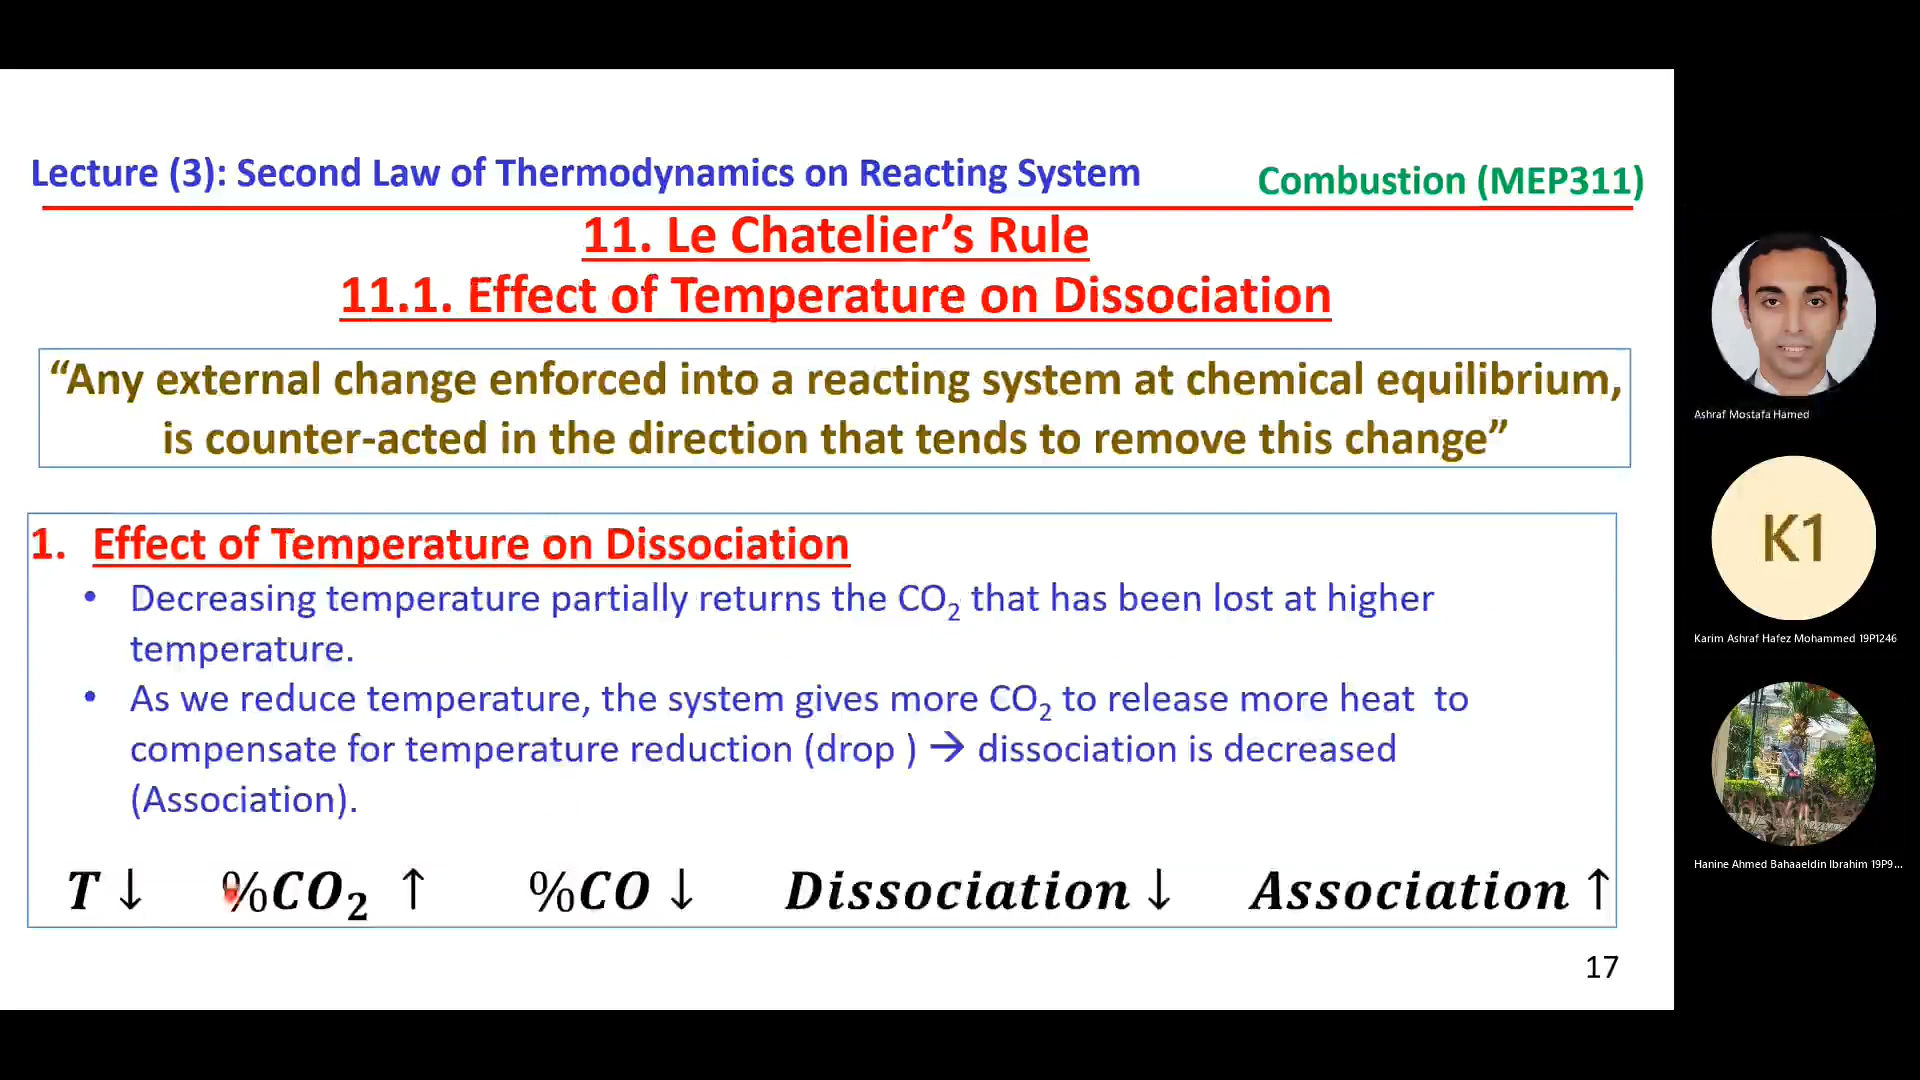 Lecture (3): Second Law of Thermodynamics on Reacting System
Combustion (MEP311)
11. Le Chatelier’s Rule
11.1. Effect of Temperature on Dissociation
“Any external change enforced into a reacting system at chemical equilibrium,
is counter-acted in the direction that tends to remove this change”
1. Effect of Temperature on Dissociation
• Decreasing temperature partially returns the CO₂ that has been lost at higher
temperature.
• As we reduce temperature, the system gives more CO₂ to release more heat to
compensate for temperature reduction (drop ) → dissociation is decreased
(Association).
T ↓ %CO₂ ↑ %CO ↓ Dissociation ↓ Association ↑
17
Ashraf Mostafa Hamed
K1
Karim Ashraf Hafez Mohammed 19P1246
Hanine Ahmed Bahaaeldin Ibrahim 19P9...